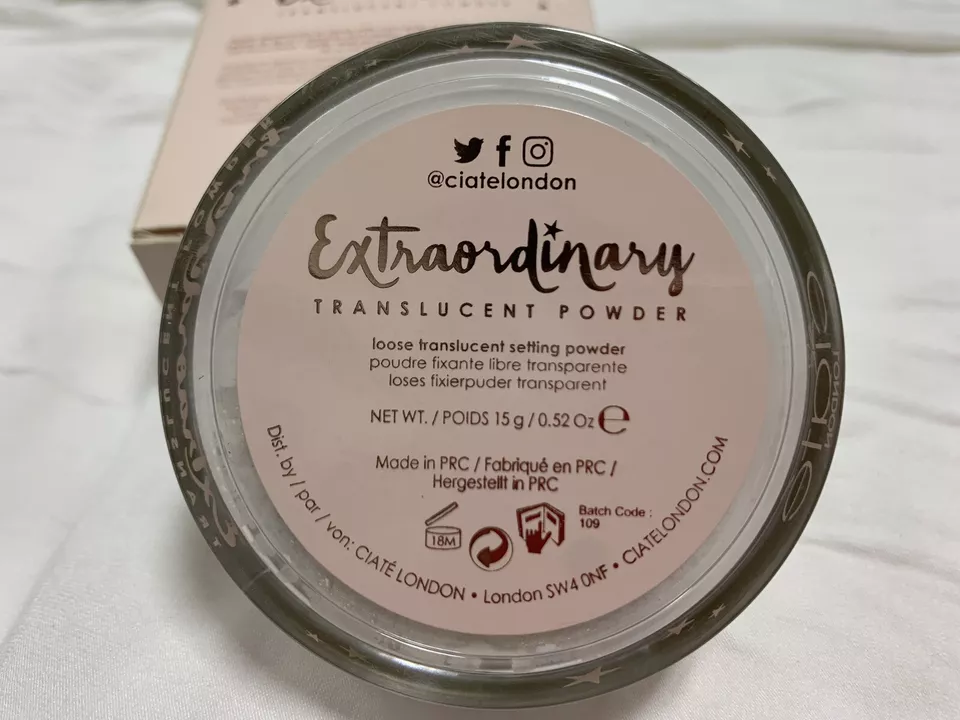 @ciatelondon
Extraordinary
TRANSLUCENT POWDER
loose translucent setting powder
poudre fixante libre transparente
loses fixierpuder transparent
NET WT. / POIDS 15 g / 0.52 Oz e
Made in PRC / Fabriqué en PRC /
Hergestellt in PRC
18M
Batch Code :
109
Dist. by / par / von: CIATÉ LONDON • London SW4 0NF • CIATELONDON.COM
ciaté
LONDON